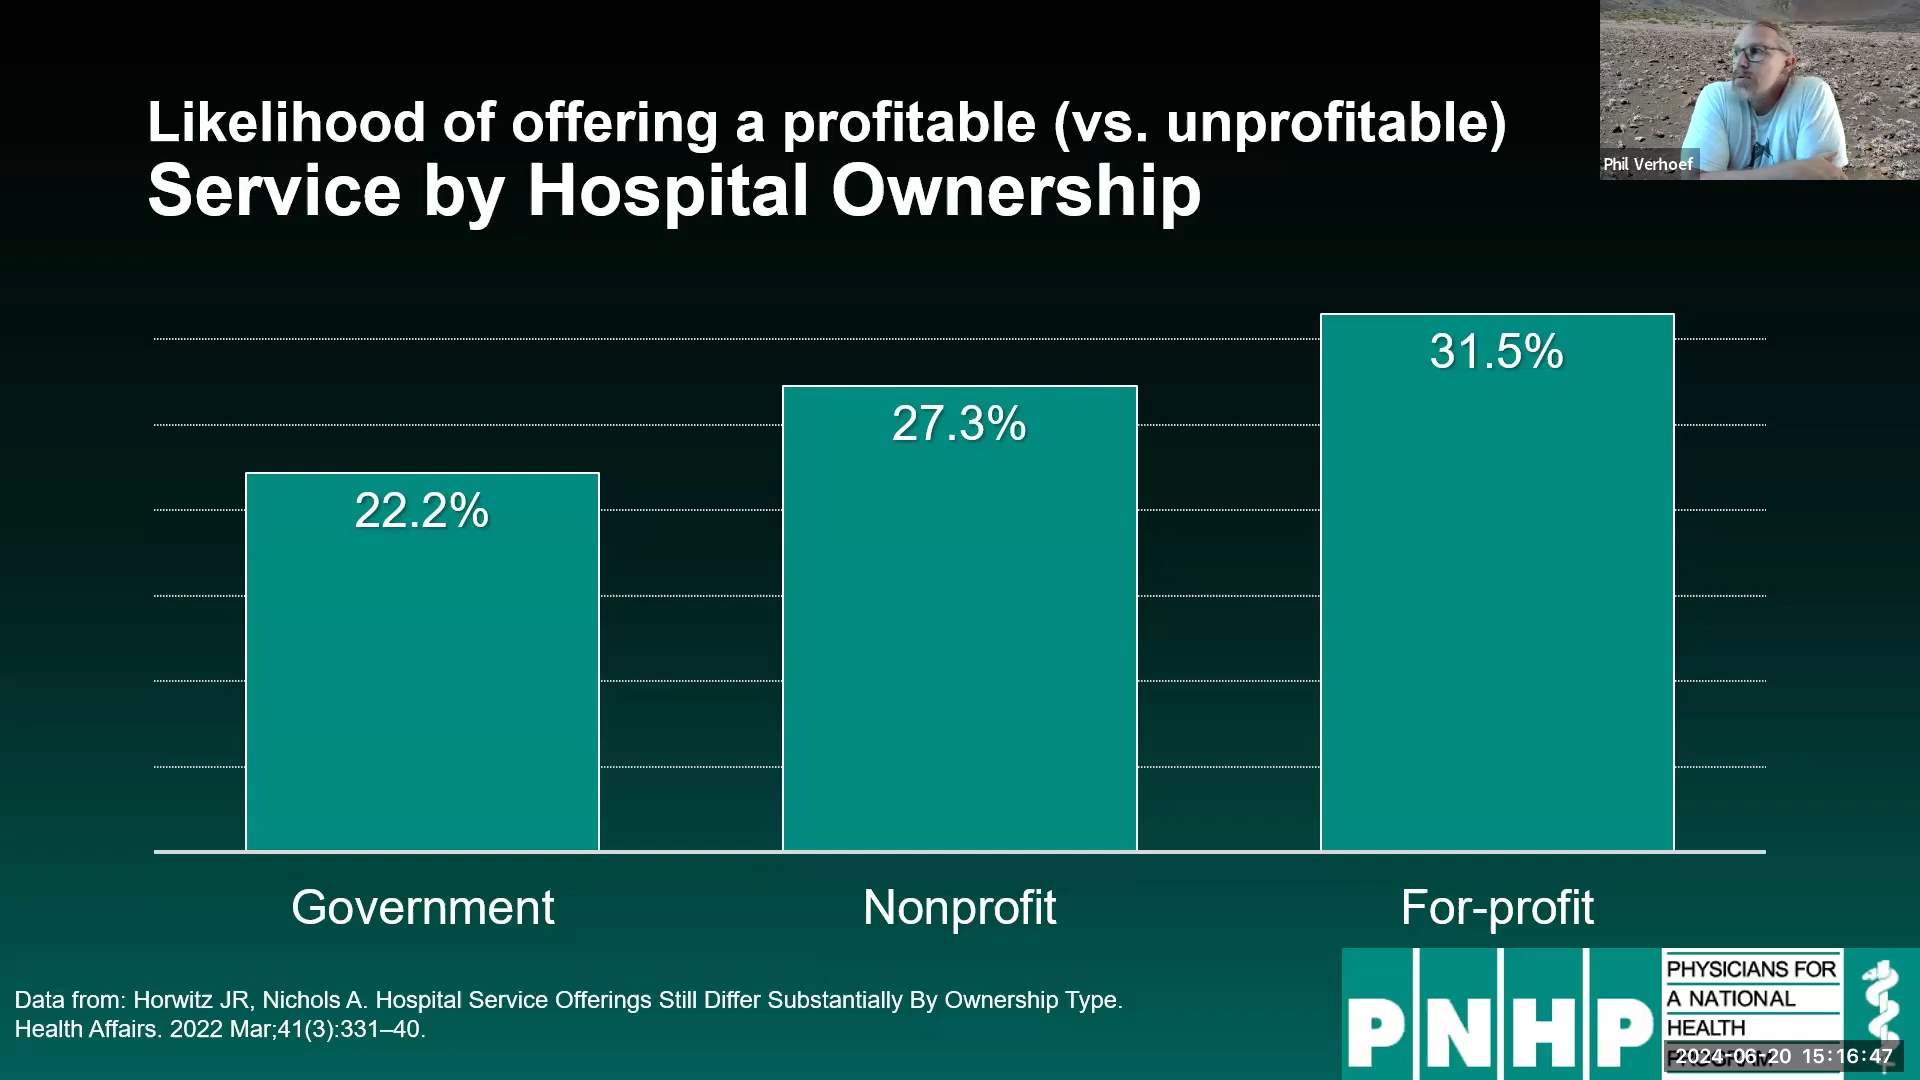 Likelihood of offering a profitable (vs. unprofitable)
Service by Hospital Ownership
Phil Verhoef
22.2%
27.3%
31.5%
Government
Nonprofit
For-profit
Data from: Horwitz JR, Nichols A. Hospital Service Offerings Still Differ Substantially By Ownership Type.
Health Affairs. 2022 Mar;41(3):331–40.
PNHP
PHYSICIANS FOR
A NATIONAL
HEALTH
PROGRAM
2024-06-20 15:16:47